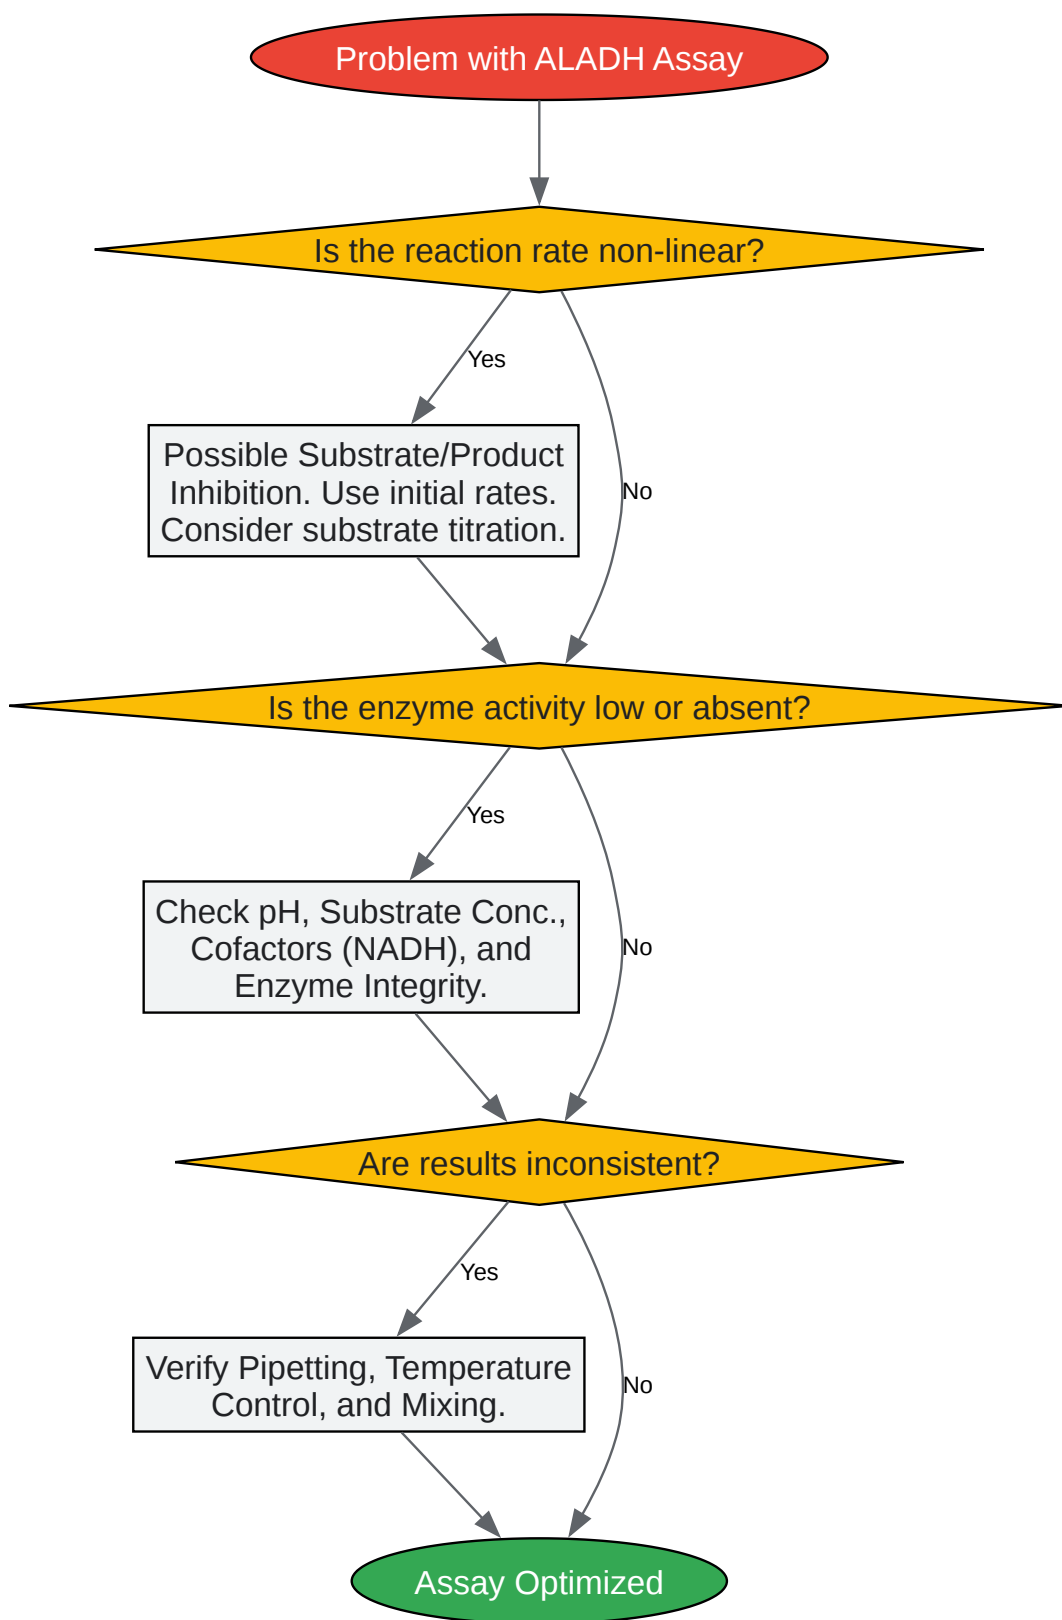 Problem with ALADH Assay
Is the reaction rate non-linear?
Yes
Possible Substrate/Product
Inhibition. Use initial rates.
Consider substrate titration.
No
Is the enzyme activity low or absent?
Yes
Check pH, Substrate Conc.,
Cofactors (NADH), and
Enzyme Integrity.
No
Are results inconsistent?
Yes
Verify Pipetting, Temperature
Control, and Mixing.
No
Assay Optimized